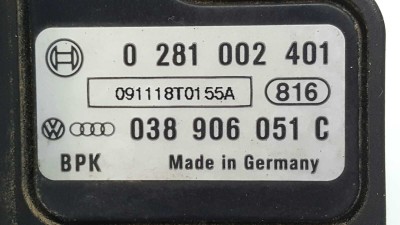 0 281 002 401
091118T0155A 816
038 906 051 C
BPK Made in Germany